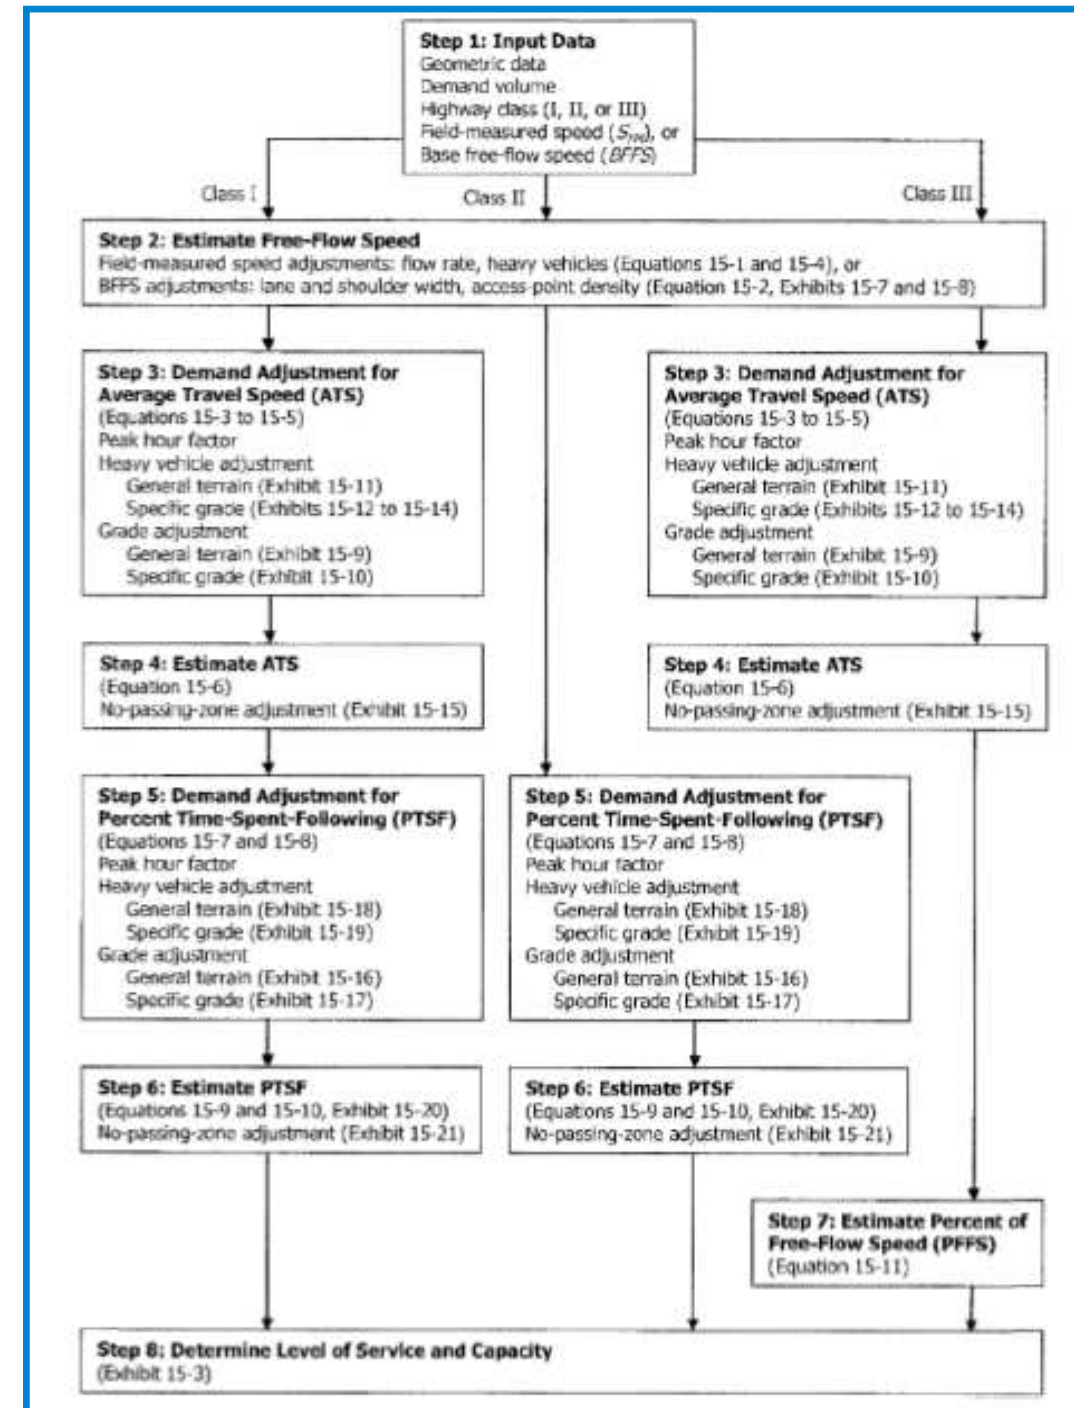 Step 1: Input Data
Geometric data
Demand volume
Highway class (I, II, or III)
Field-measured speed (S_FM), or
Base free-flow speed (BFFS)
Class I
Class II
Class III
Step 2: Estimate Free-Flow Speed
Field-measured speed adjustments: flow rate, heavy vehicles (Equations 15-1 and 15-4), or
BFFS adjustments: lane and shoulder width, access-point density (Equation 15-2, Exhibits 15-7 and 15-8)
Step 3: Demand Adjustment for
Average Travel Speed (ATS)
(Equations 15-3 to 15-5)
Peak hour factor
Heavy vehicle adjustment
General terrain (Exhibit 15-11)
Specific grade (Exhibits 15-12 to 15-14)
Grade adjustment
General terrain (Exhibit 15-9)
Specific grade (Exhibit 15-10)
Step 3: Demand Adjustment for
Average Travel Speed (ATS)
(Equations 15-3 to 15-5)
Peak hour factor
Heavy vehicle adjustment
General terrain (Exhibit 15-11)
Specific grade (Exhibits 15-12 to 15-14)
Grade adjustment
General terrain (Exhibit 15-9)
Specific grade (Exhibit 15-10)
Step 4: Estimate ATS
(Equation 15-6)
No-passing-zone adjustment (Exhibit 15-15)
Step 4: Estimate ATS
(Equation 15-6)
No-passing-zone adjustment (Exhibit 15-15)
Step 5: Demand Adjustment for
Percent Time-Spent-Following (PTSF)
(Equations 15-7 and 15-8)
Peak hour factor
Heavy vehicle adjustment
General terrain (Exhibit 15-18)
Specific grade (Exhibit 15-19)
Grade adjustment
General terrain (Exhibit 15-16)
Specific grade (Exhibit 15-17)
Step 5: Demand Adjustment for
Percent Time-Spent-Following (PTSF)
(Equations 15-7 and 15-8)
Peak hour factor
Heavy vehicle adjustment
General terrain (Exhibit 15-18)
Specific grade (Exhibit 15-19)
Grade adjustment
General terrain (Exhibit 15-16)
Specific grade (Exhibit 15-17)
Step 6: Estimate PTSF
(Equations 15-9 and 15-10, Exhibit 15-20)
No-passing-zone adjustment (Exhibit 15-21)
Step 6: Estimate PTSF
(Equations 15-9 and 15-10, Exhibit 15-20)
No-passing-zone adjustment (Exhibit 15-21)
Step 7: Estimate Percent of
Free-Flow Speed (PFFS)
(Equation 15-11)
Step 8: Determine Level of Service and Capacity
(Exhibit 15-3)